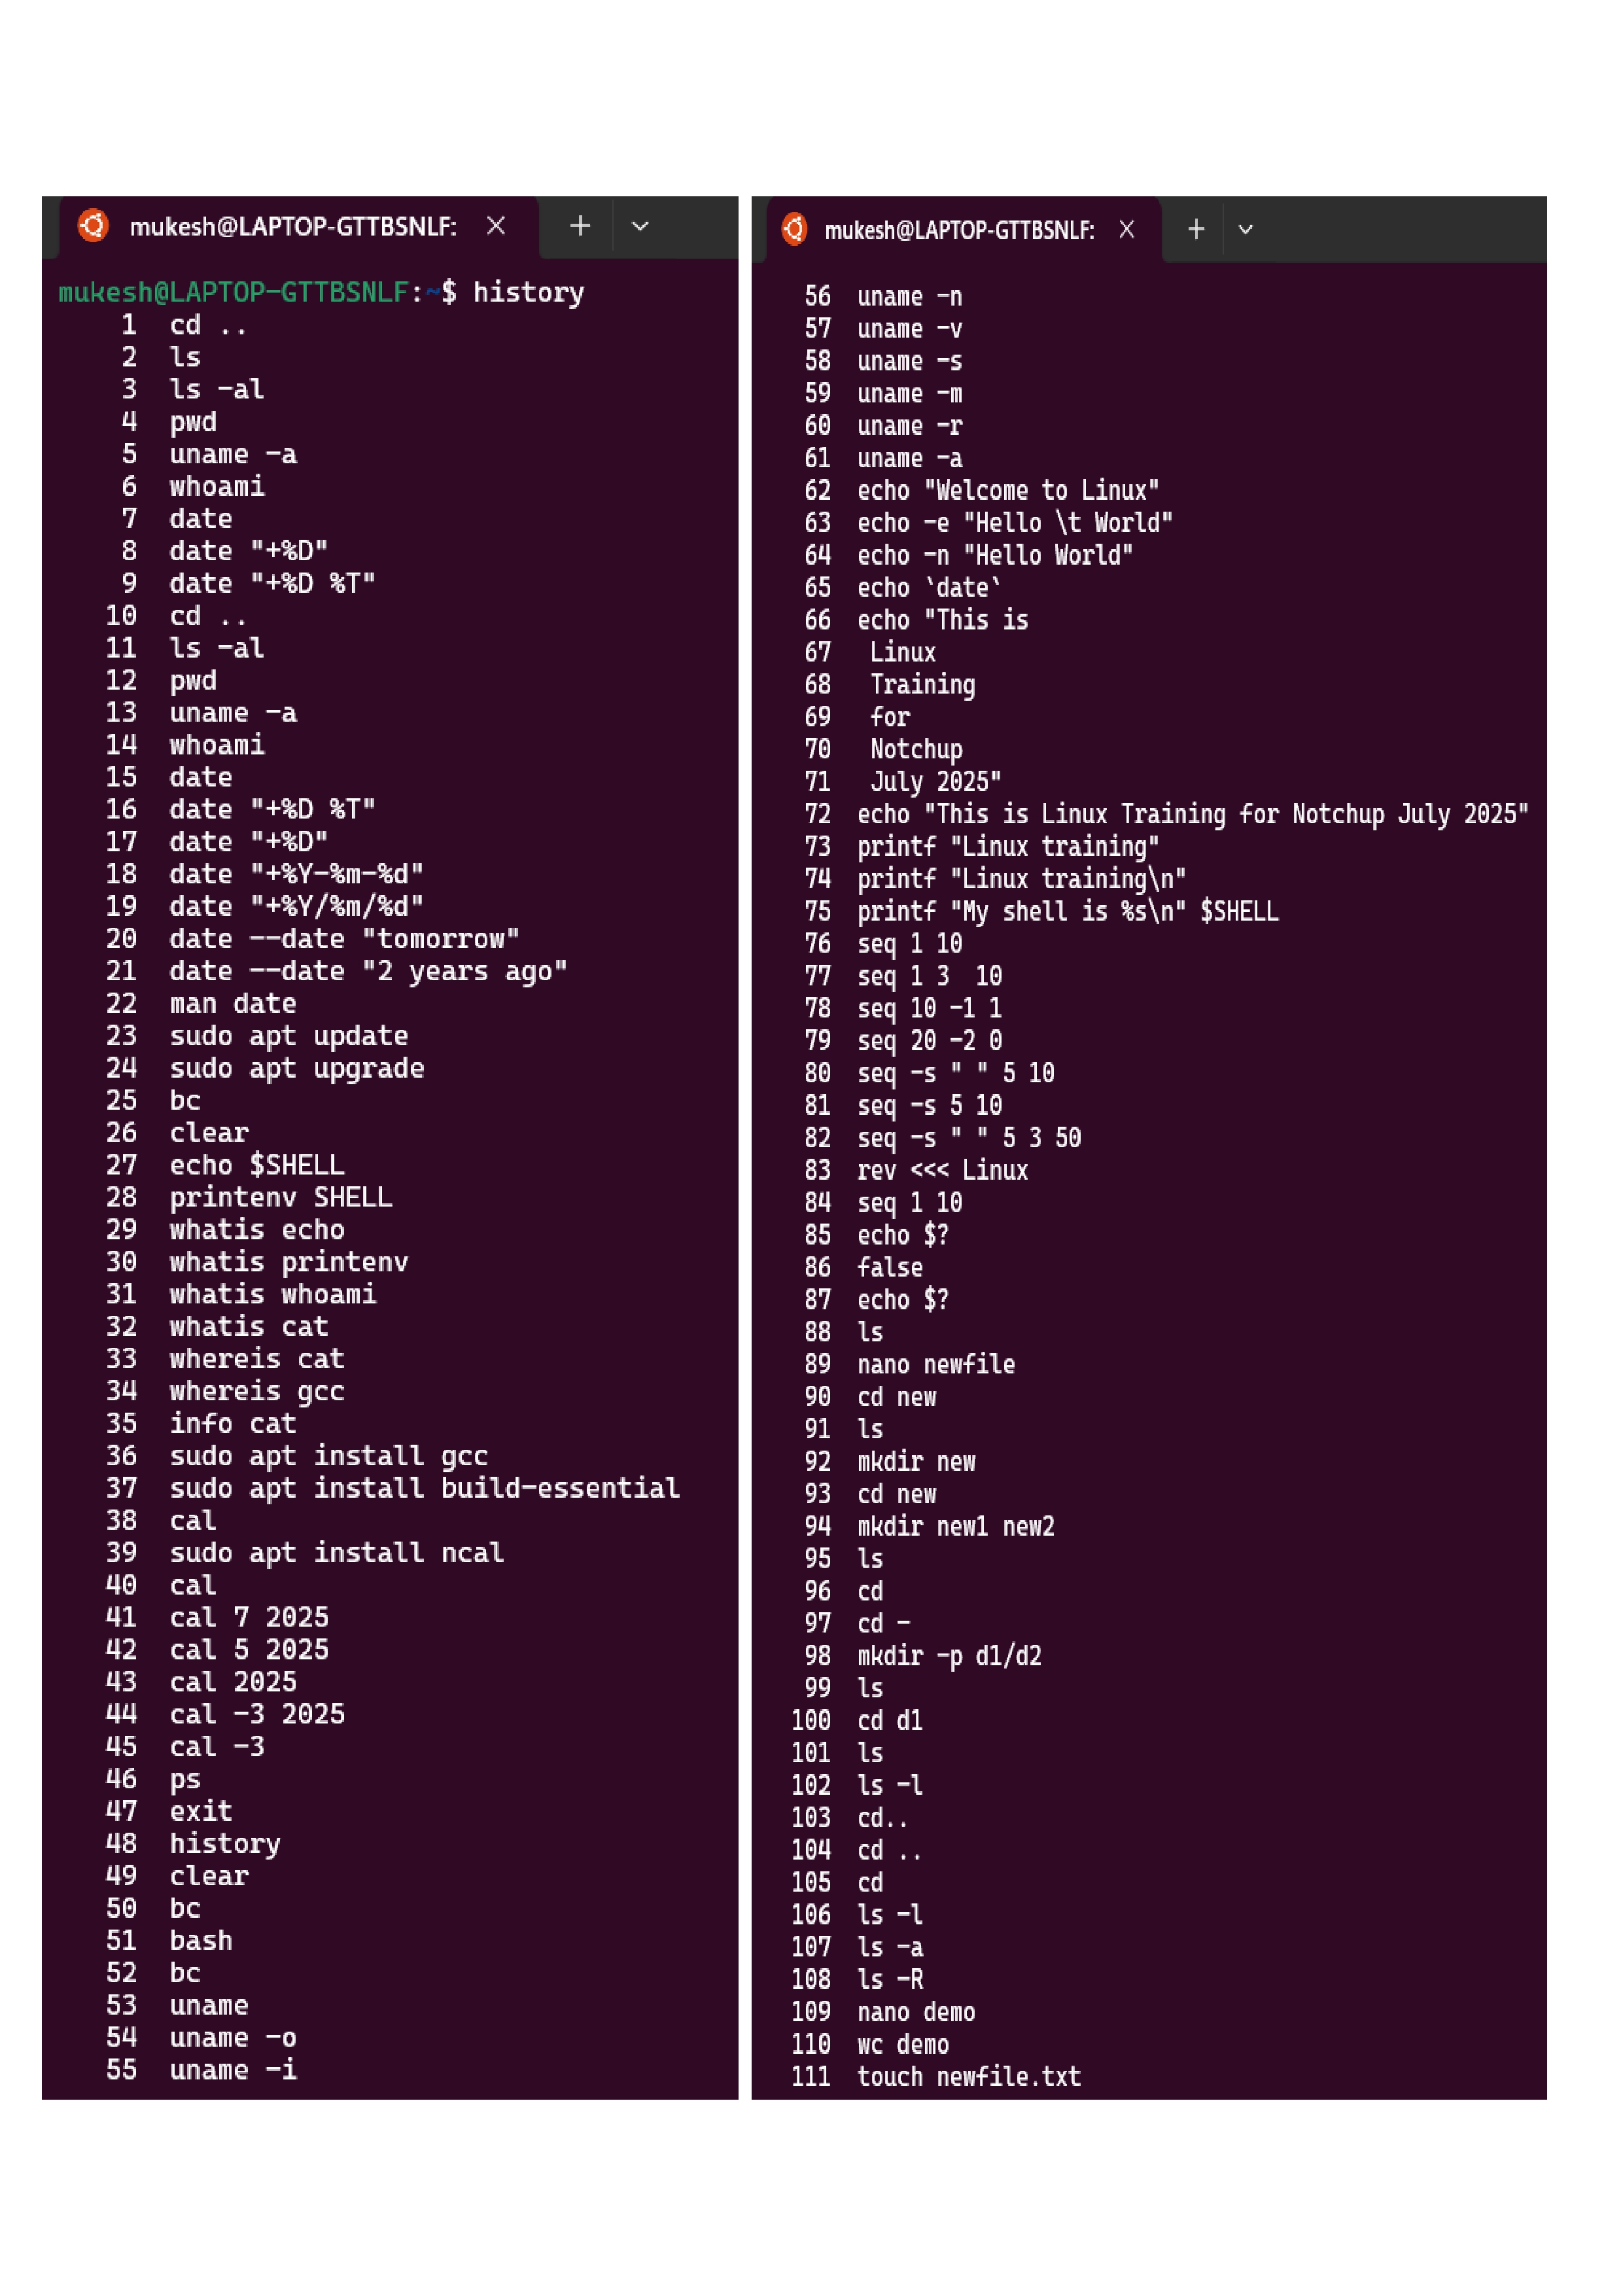 mukesh@LAPTOP-GTTBSNLF:
mukesh@LAPTOP-GTTBSNLF:~$ history
1 cd ..
2 ls
3 ls -al
4 pwd
5 uname -a
6 whoami
7 date
8 date "+%D"
9 date "+%D %T"
10 cd ..
11 ls -al
12 pwd
13 uname -a
14 whoami
15 date
16 date "+%D %T"
17 date "+%D"
18 date "+%Y-%m-%d"
19 date "+%Y/%m/%d"
20 date --date "tomorrow"
21 date --date "2 years ago"
22 man date
23 sudo apt update
24 sudo apt upgrade
25 bc
26 clear
27 echo $SHELL
28 printenv SHELL
29 whatis echo
30 whatis printenv
31 whatis whoami
32 whatis cat
33 whereis cat
34 whereis gcc
35 info cat
36 sudo apt install gcc
37 sudo apt install build-essential
38 cal
39 sudo apt install ncal
40 cal
41 cal 7 2025
42 cal 5 2025
43 cal 2025
44 cal -3 2025
45 cal -3
46 ps
47 exit
48 history
49 clear
50 bc
51 bash
52 bc
53 uname
54 uname -o
55 uname -i
mukesh@LAPTOP-GTTBSNLF:
56 uname -n
57 uname -v
58 uname -s
59 uname -m
60 uname -r
61 uname -a
62 echo "Welcome to Linux"
63 echo -e "Hello \t World"
64 echo -n "Hello World"
65 echo `date`
66 echo "This is
67 Linux
68 Training
69 for
70 Notchup
71 July 2025"
72 echo "This is Linux Training for Notchup July 2025"
73 printf "Linux training"
74 printf "Linux training\n"
75 printf "My shell is %s\n" $SHELL
76 seq 1 10
77 seq 1 3  10
78 seq 10 -1 1
79 seq 20 -2 0
80 seq -s " " 5 10
81 seq -s 5 10
82 seq -s " " 5 3 50
83 rev <<< Linux
84 seq 1 10
85 echo $?
86 false
87 echo $?
88 ls
89 nano newfile
90 cd new
91 ls
92 mkdir new
93 cd new
94 mkdir new1 new2
95 ls
96 cd
97 cd -
98 mkdir -p d1/d2
99 ls
100 cd d1
101 ls
102 ls -l
103 cd..
104 cd ..
105 cd
106 ls -l
107 ls -a
108 ls -R
109 nano demo
110 wc demo
111 touch newfile.txt